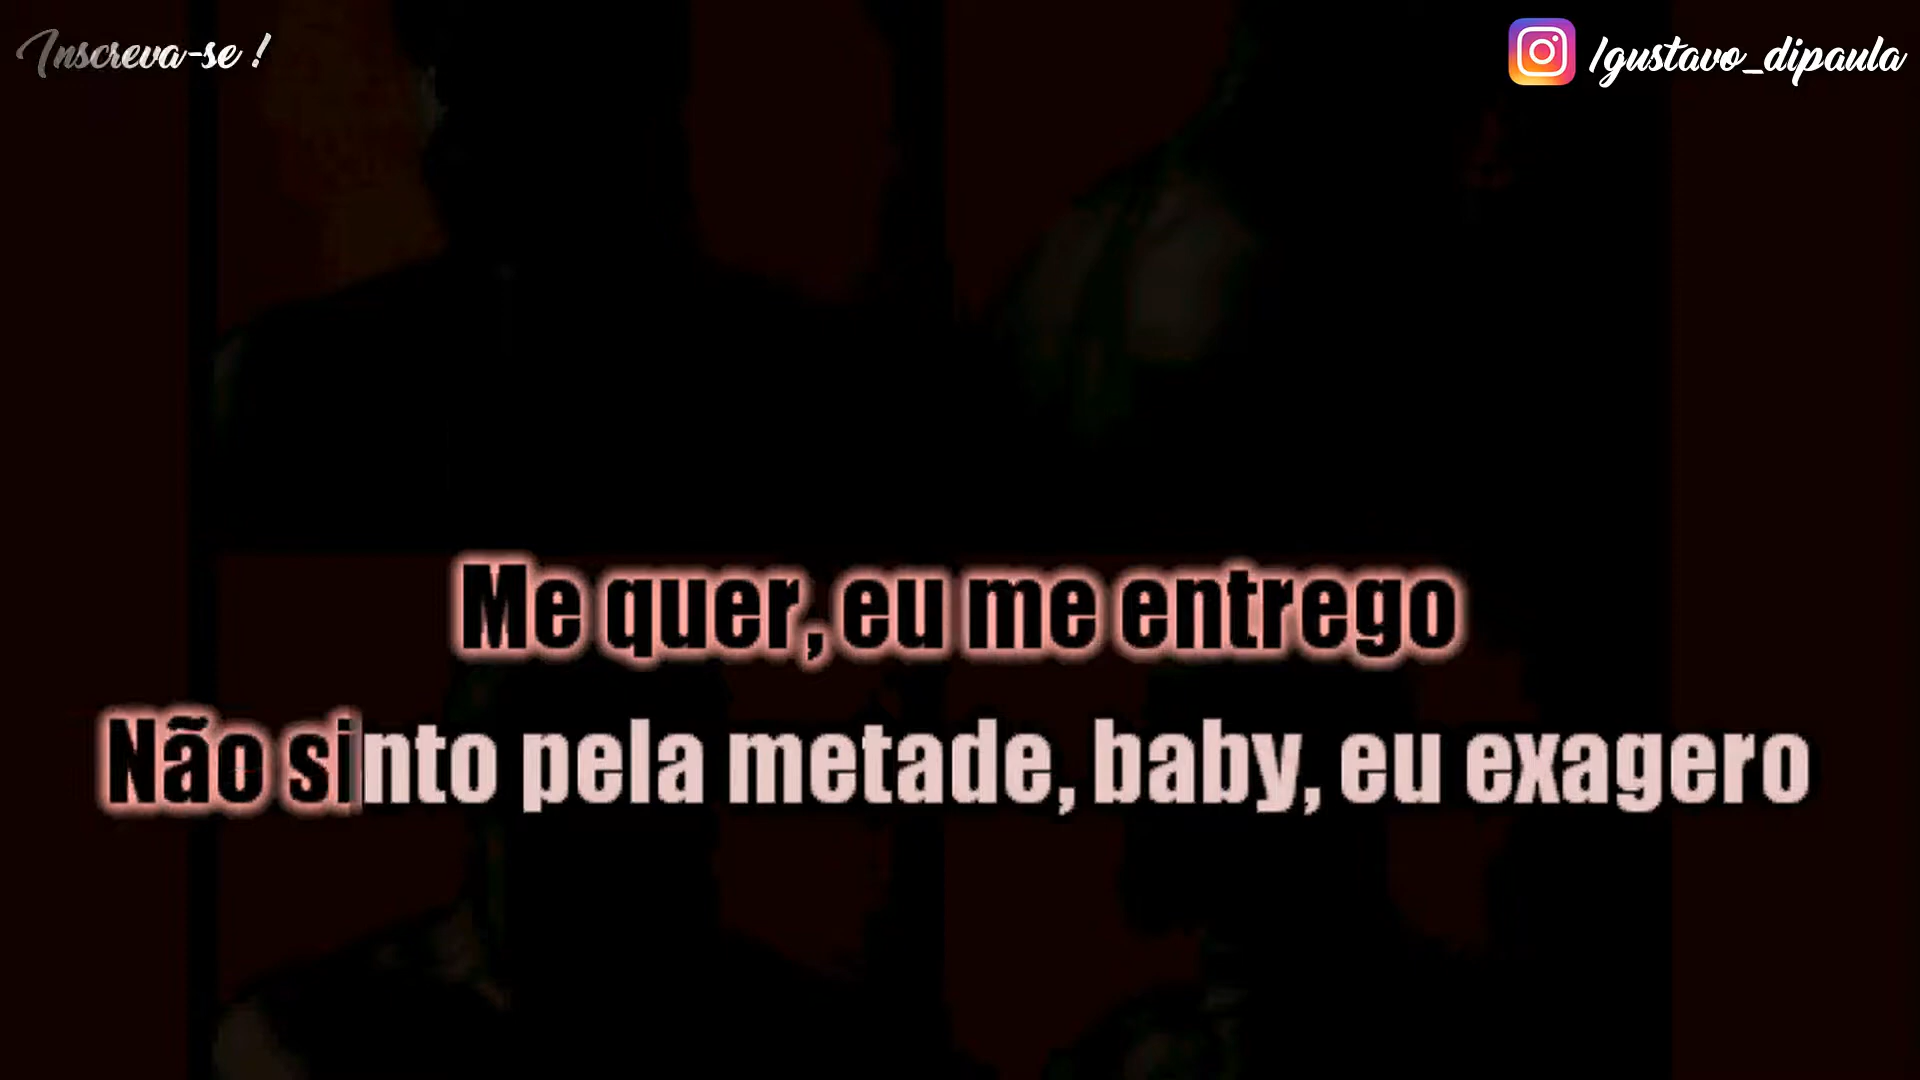 Inscreva-se !
/gustavo_dipaula
Me quer, eu me entrego
Não sinto pela metade, baby, eu exagero